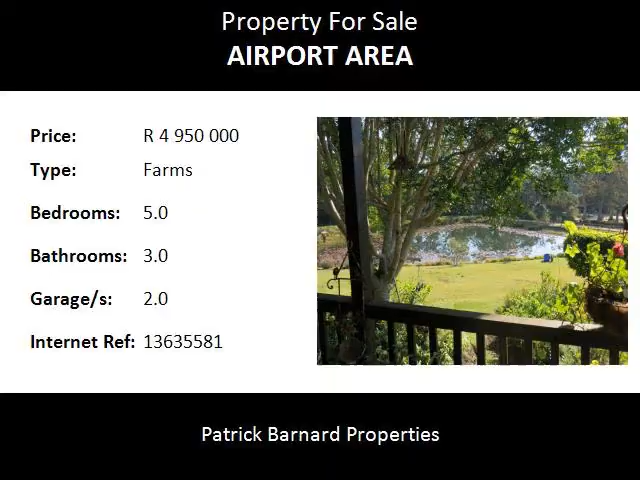 Property For Sale
AIRPORT AREA
Price: R 4 950 000
Type: Farms
Bedrooms: 5.0
Bathrooms: 3.0
Garage/s: 2.0
Internet Ref: 13635581
Patrick Barnard Properties